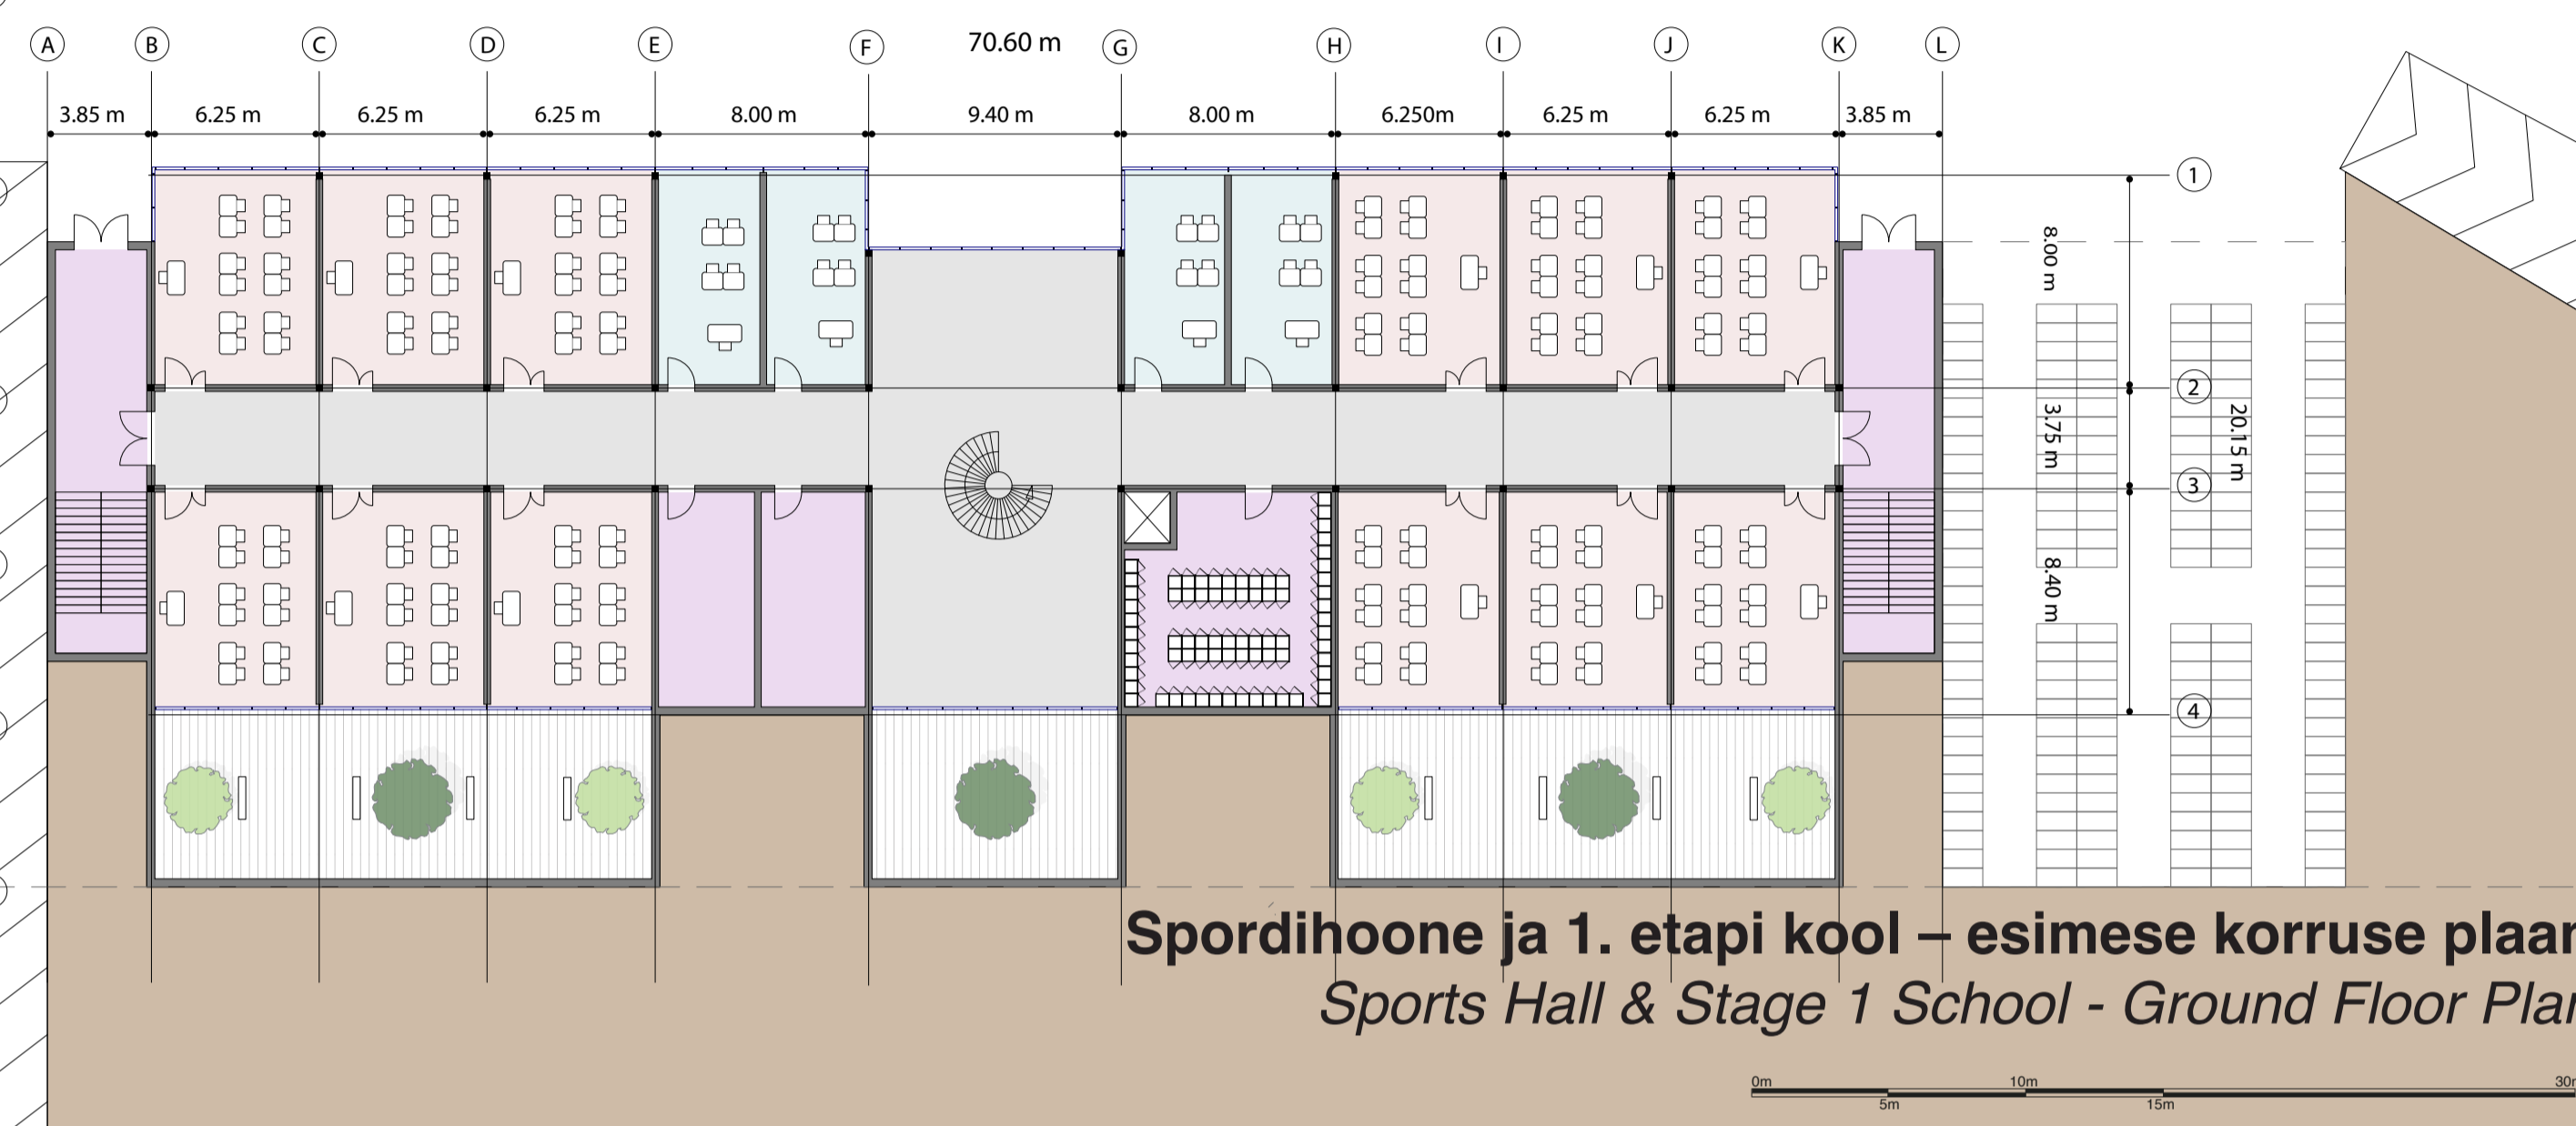 70.60 m
A B C D E F G H I J K L
3.85 m 6.25 m 6.25 m 6.25 m 8.00 m 9.40 m 8.00 m 6.250m 6.25 m 6.25 m 3.85 m
1
8.00 m
2
3.75 m
20.15 m
3
8.40 m
4
Spordihoone ja 1. etapi kool – esimese korruse
Sports Hall & Stage 1 School - Ground Floor
0m 10m
5m 15m